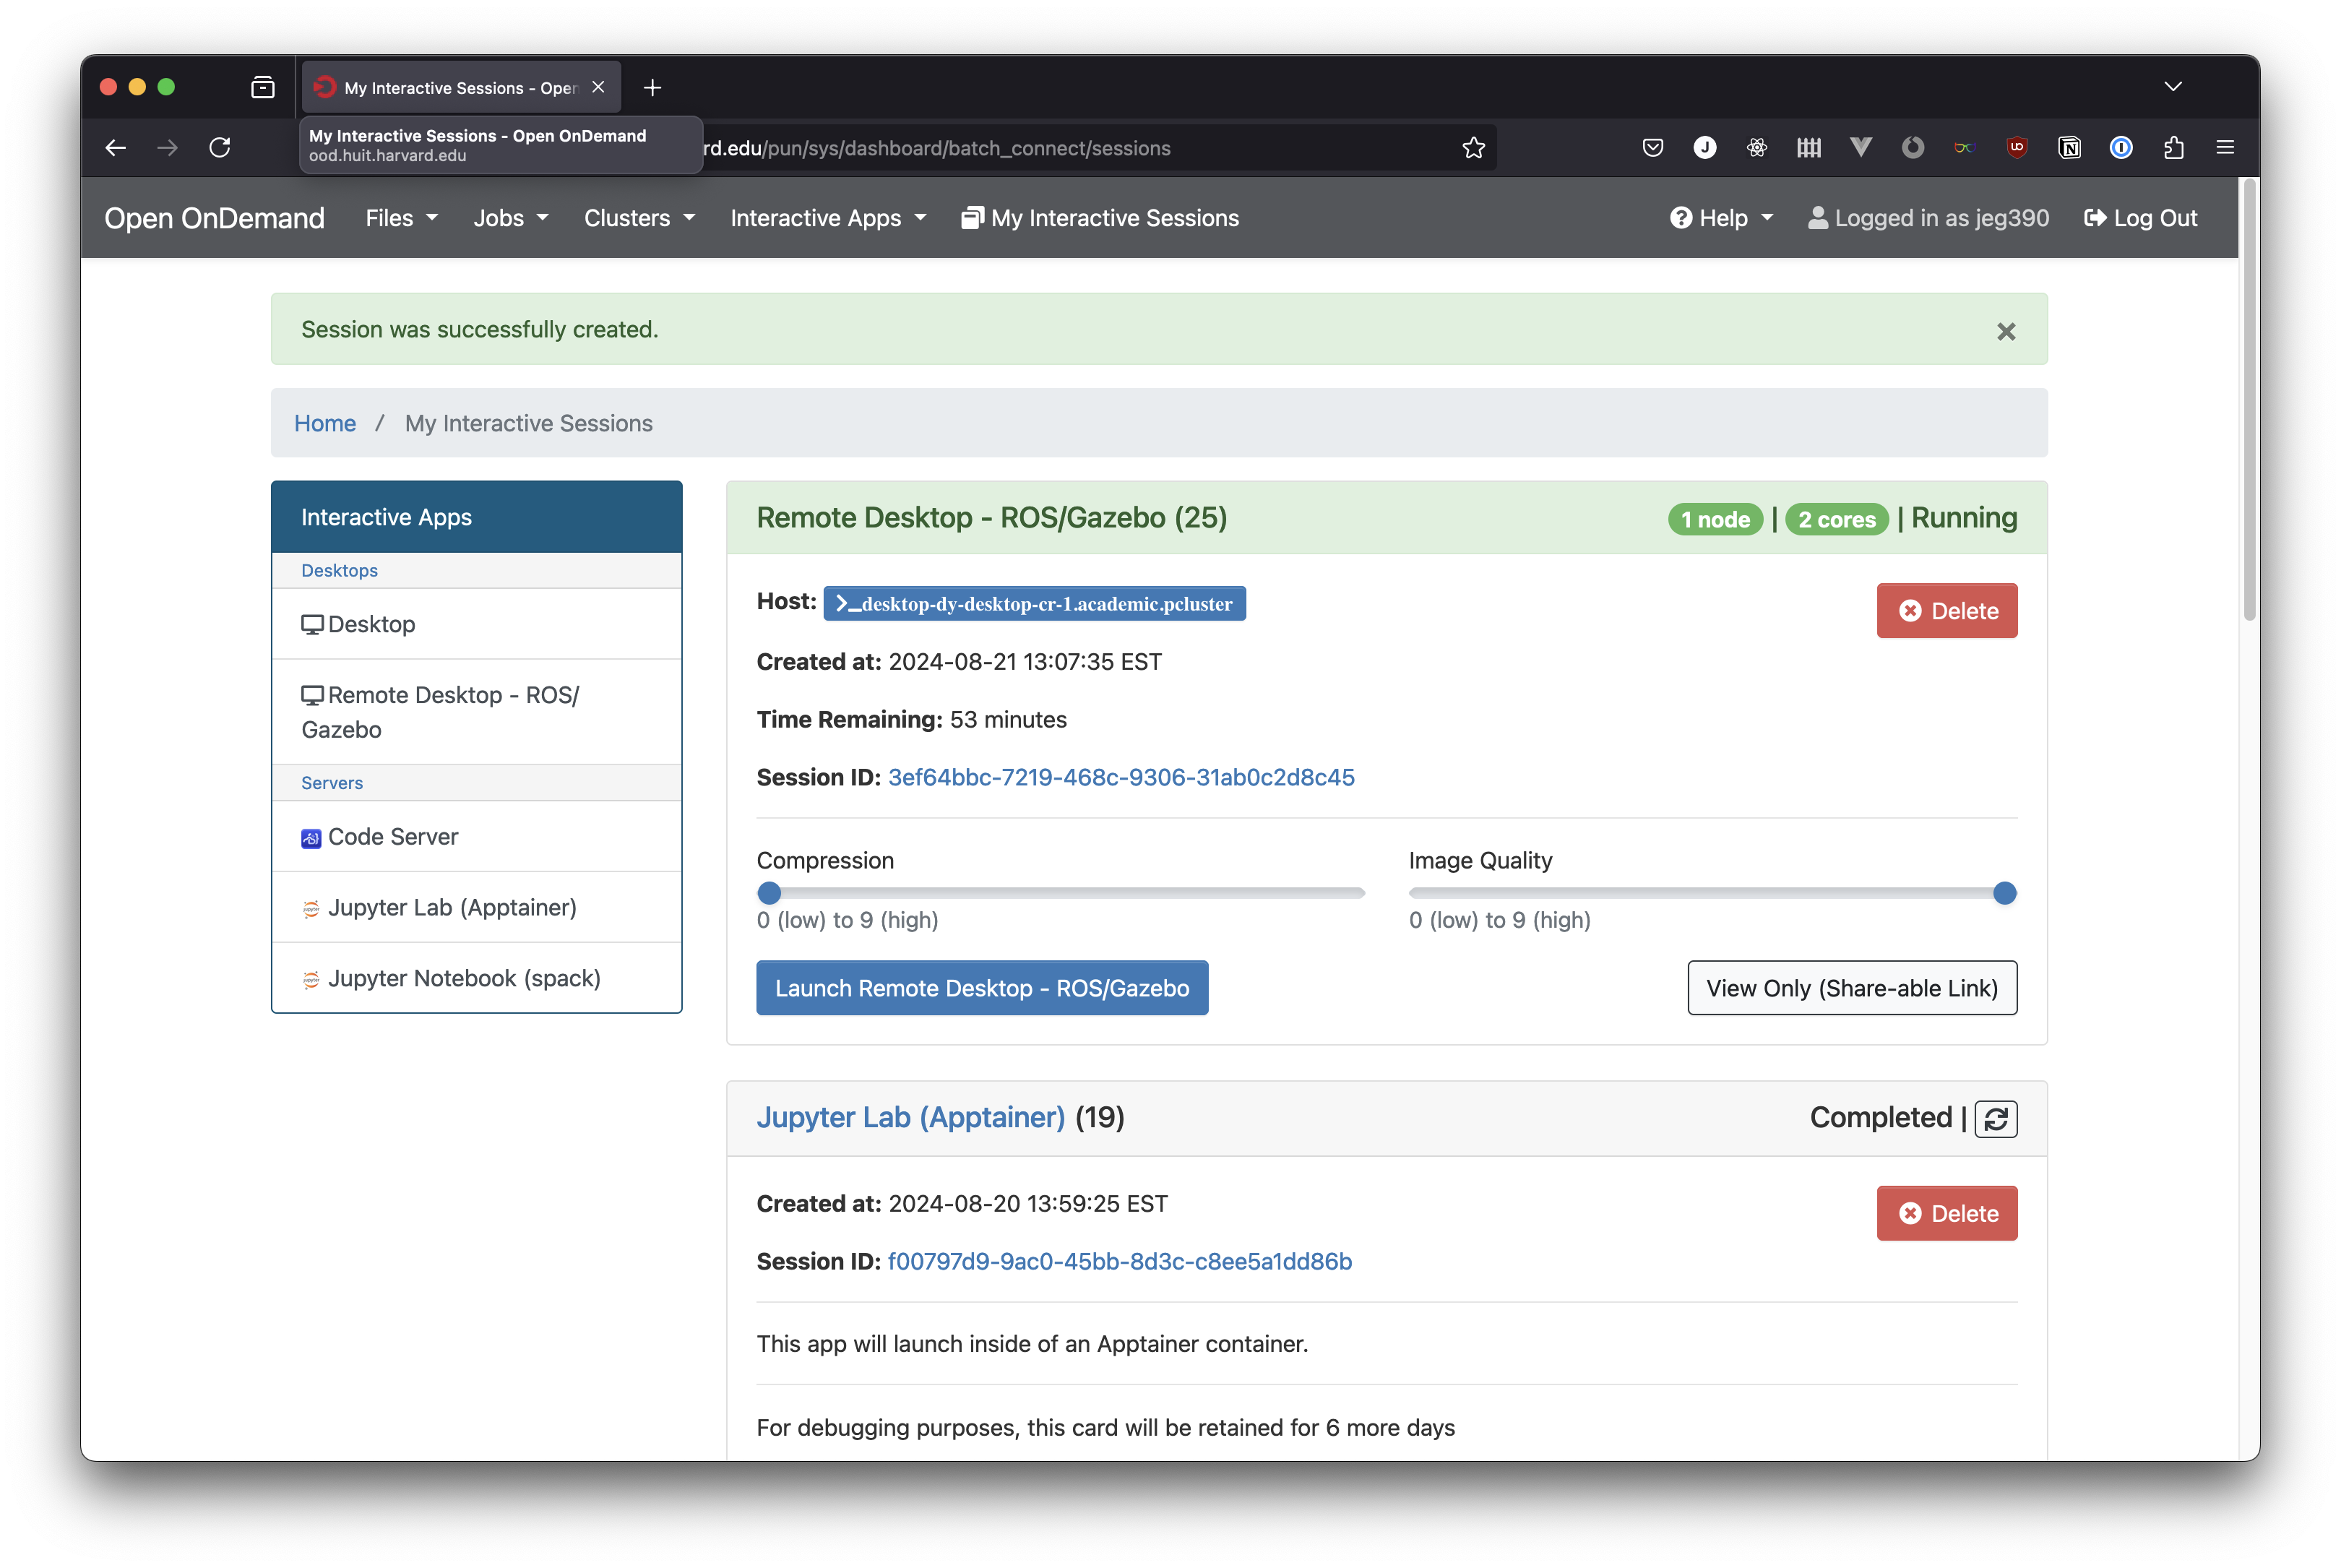 My Interactive Sessions - Open
My Interactive Sessions - Open OnDemand
ood.huit.harvard.edu
rd.edu/pun/sys/dashboard/batch_connect/sessions
Open OnDemand Files Jobs Clusters Interactive Apps My Interactive Sessions Help Logged in as jeg390 Log Out
Session was successfully created.
Home / My Interactive Sessions
Interactive Apps
Desktops
Desktop
Remote Desktop - ROS/
Gazebo
Servers
Code Server
Jupyter Lab (Apptainer)
Jupyter Notebook (spack)
Remote Desktop - ROS/Gazebo (25) 1 node | 2 cores | Running
Host: >_desktop-dy-desktop-cr-1.academic.pcluster
Delete
Created at: 2024-08-21 13:07:35 EST
Time Remaining: 53 minutes
Session ID: 3ef64bbc-7219-468c-9306-31ab0c2d8c45
Compression Image Quality
0 (low) to 9 (high) 0 (low) to 9 (high)
Launch Remote Desktop - ROS/Gazebo View Only (Share-able Link)
Jupyter Lab (Apptainer) (19) Completed |
Created at: 2024-08-20 13:59:25 EST
Delete
Session ID: f00797d9-9ac0-45bb-8d3c-c8ee5a1dd86b
This app will launch inside of an Apptainer container.
For debugging purposes, this card will be retained for 6 more days